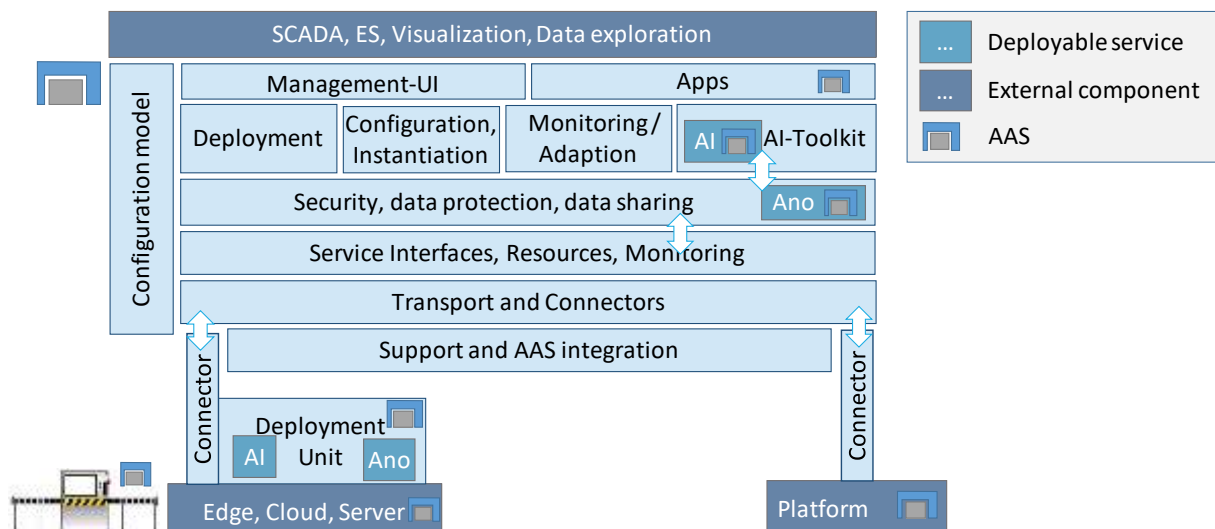 SCADA, ES, Visualization, Data exploration
... Deployable service
... External component
AAS
Configuration model
Management-UI
Apps
Deployment
Configuration,
Instantiation
Monitoring/
Adaption
AI
AI-Toolkit
Security, data protection, data sharing
Ano
Service Interfaces, Resources, Monitoring
Transport and Connectors
Support and AAS integration
Connector
Connector
Deployment
Unit
AI
Ano
Edge, Cloud, Server
Platform